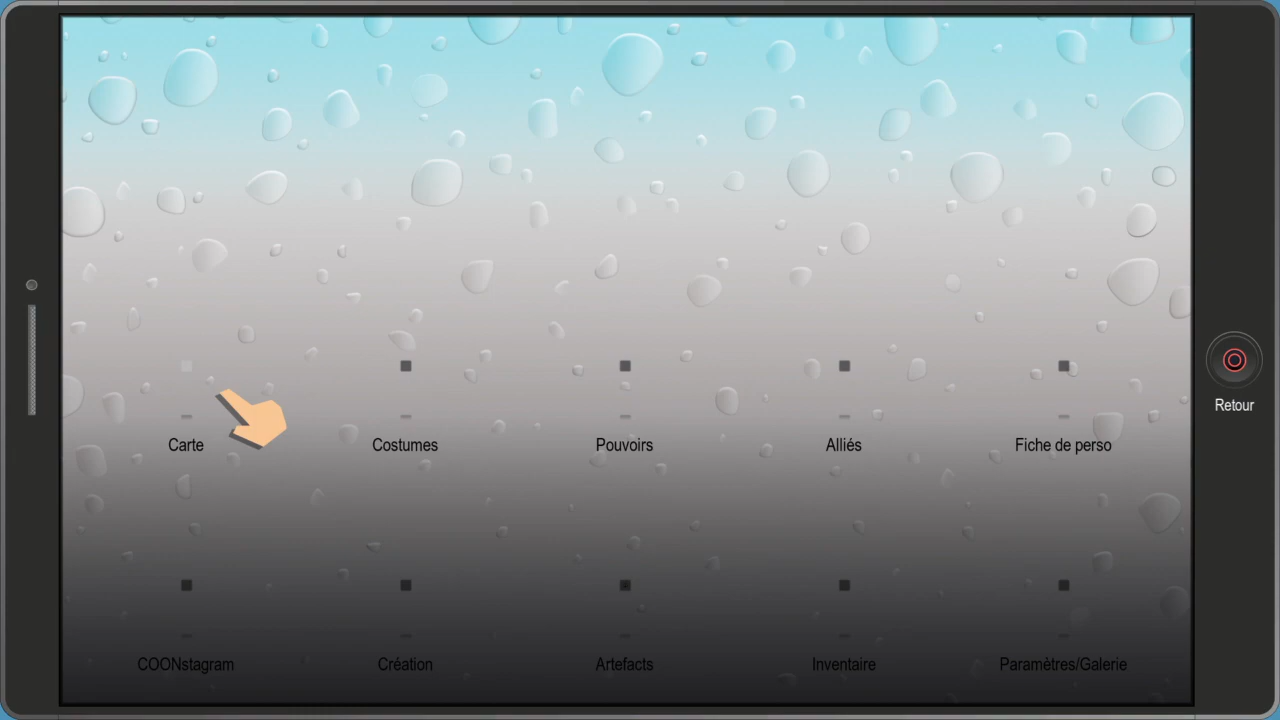 Carte
Costumes
Pouvoirs
Alliés
Fiche de perso
Retour
COONstagram
Création
Artefacts
Inventaire
Paramètres/Galerie